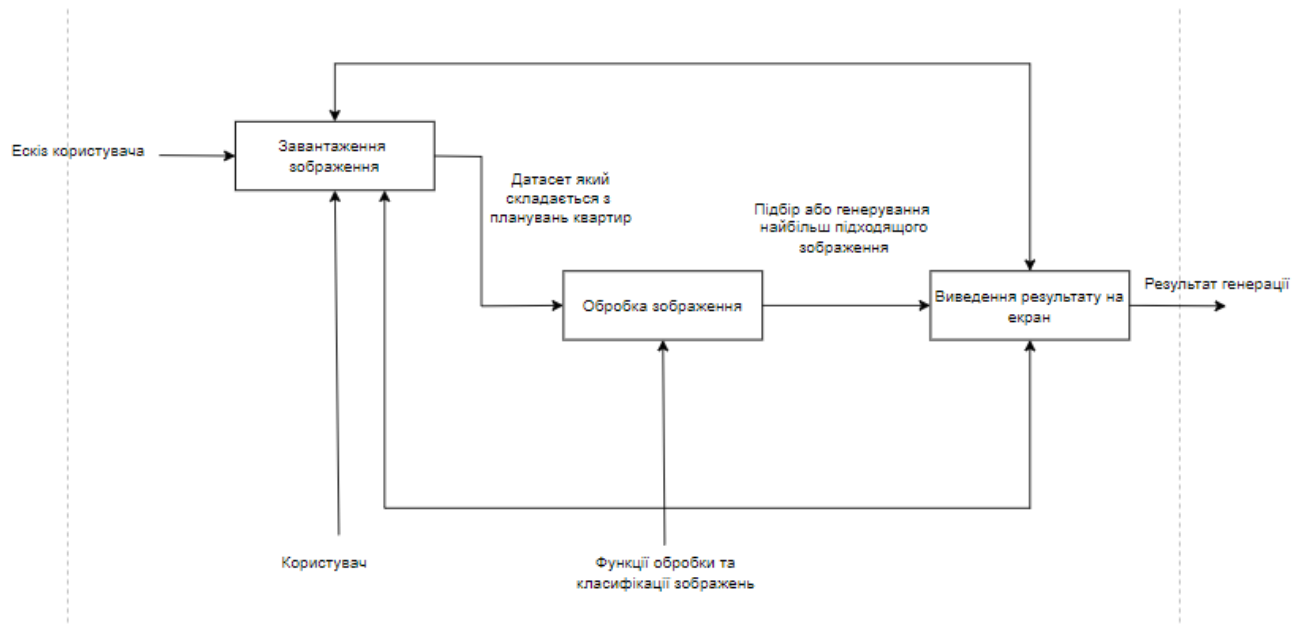 Ескіз користувача
Завантаження
зображення
Датасет який
складається з
планувань квартир
Підбір або генерування
найбільш підходящого
зображення
Обробка зображення
Виведення результату на
екран
Результат генерації
Користувач
Функції обробки та
класифікації зображень